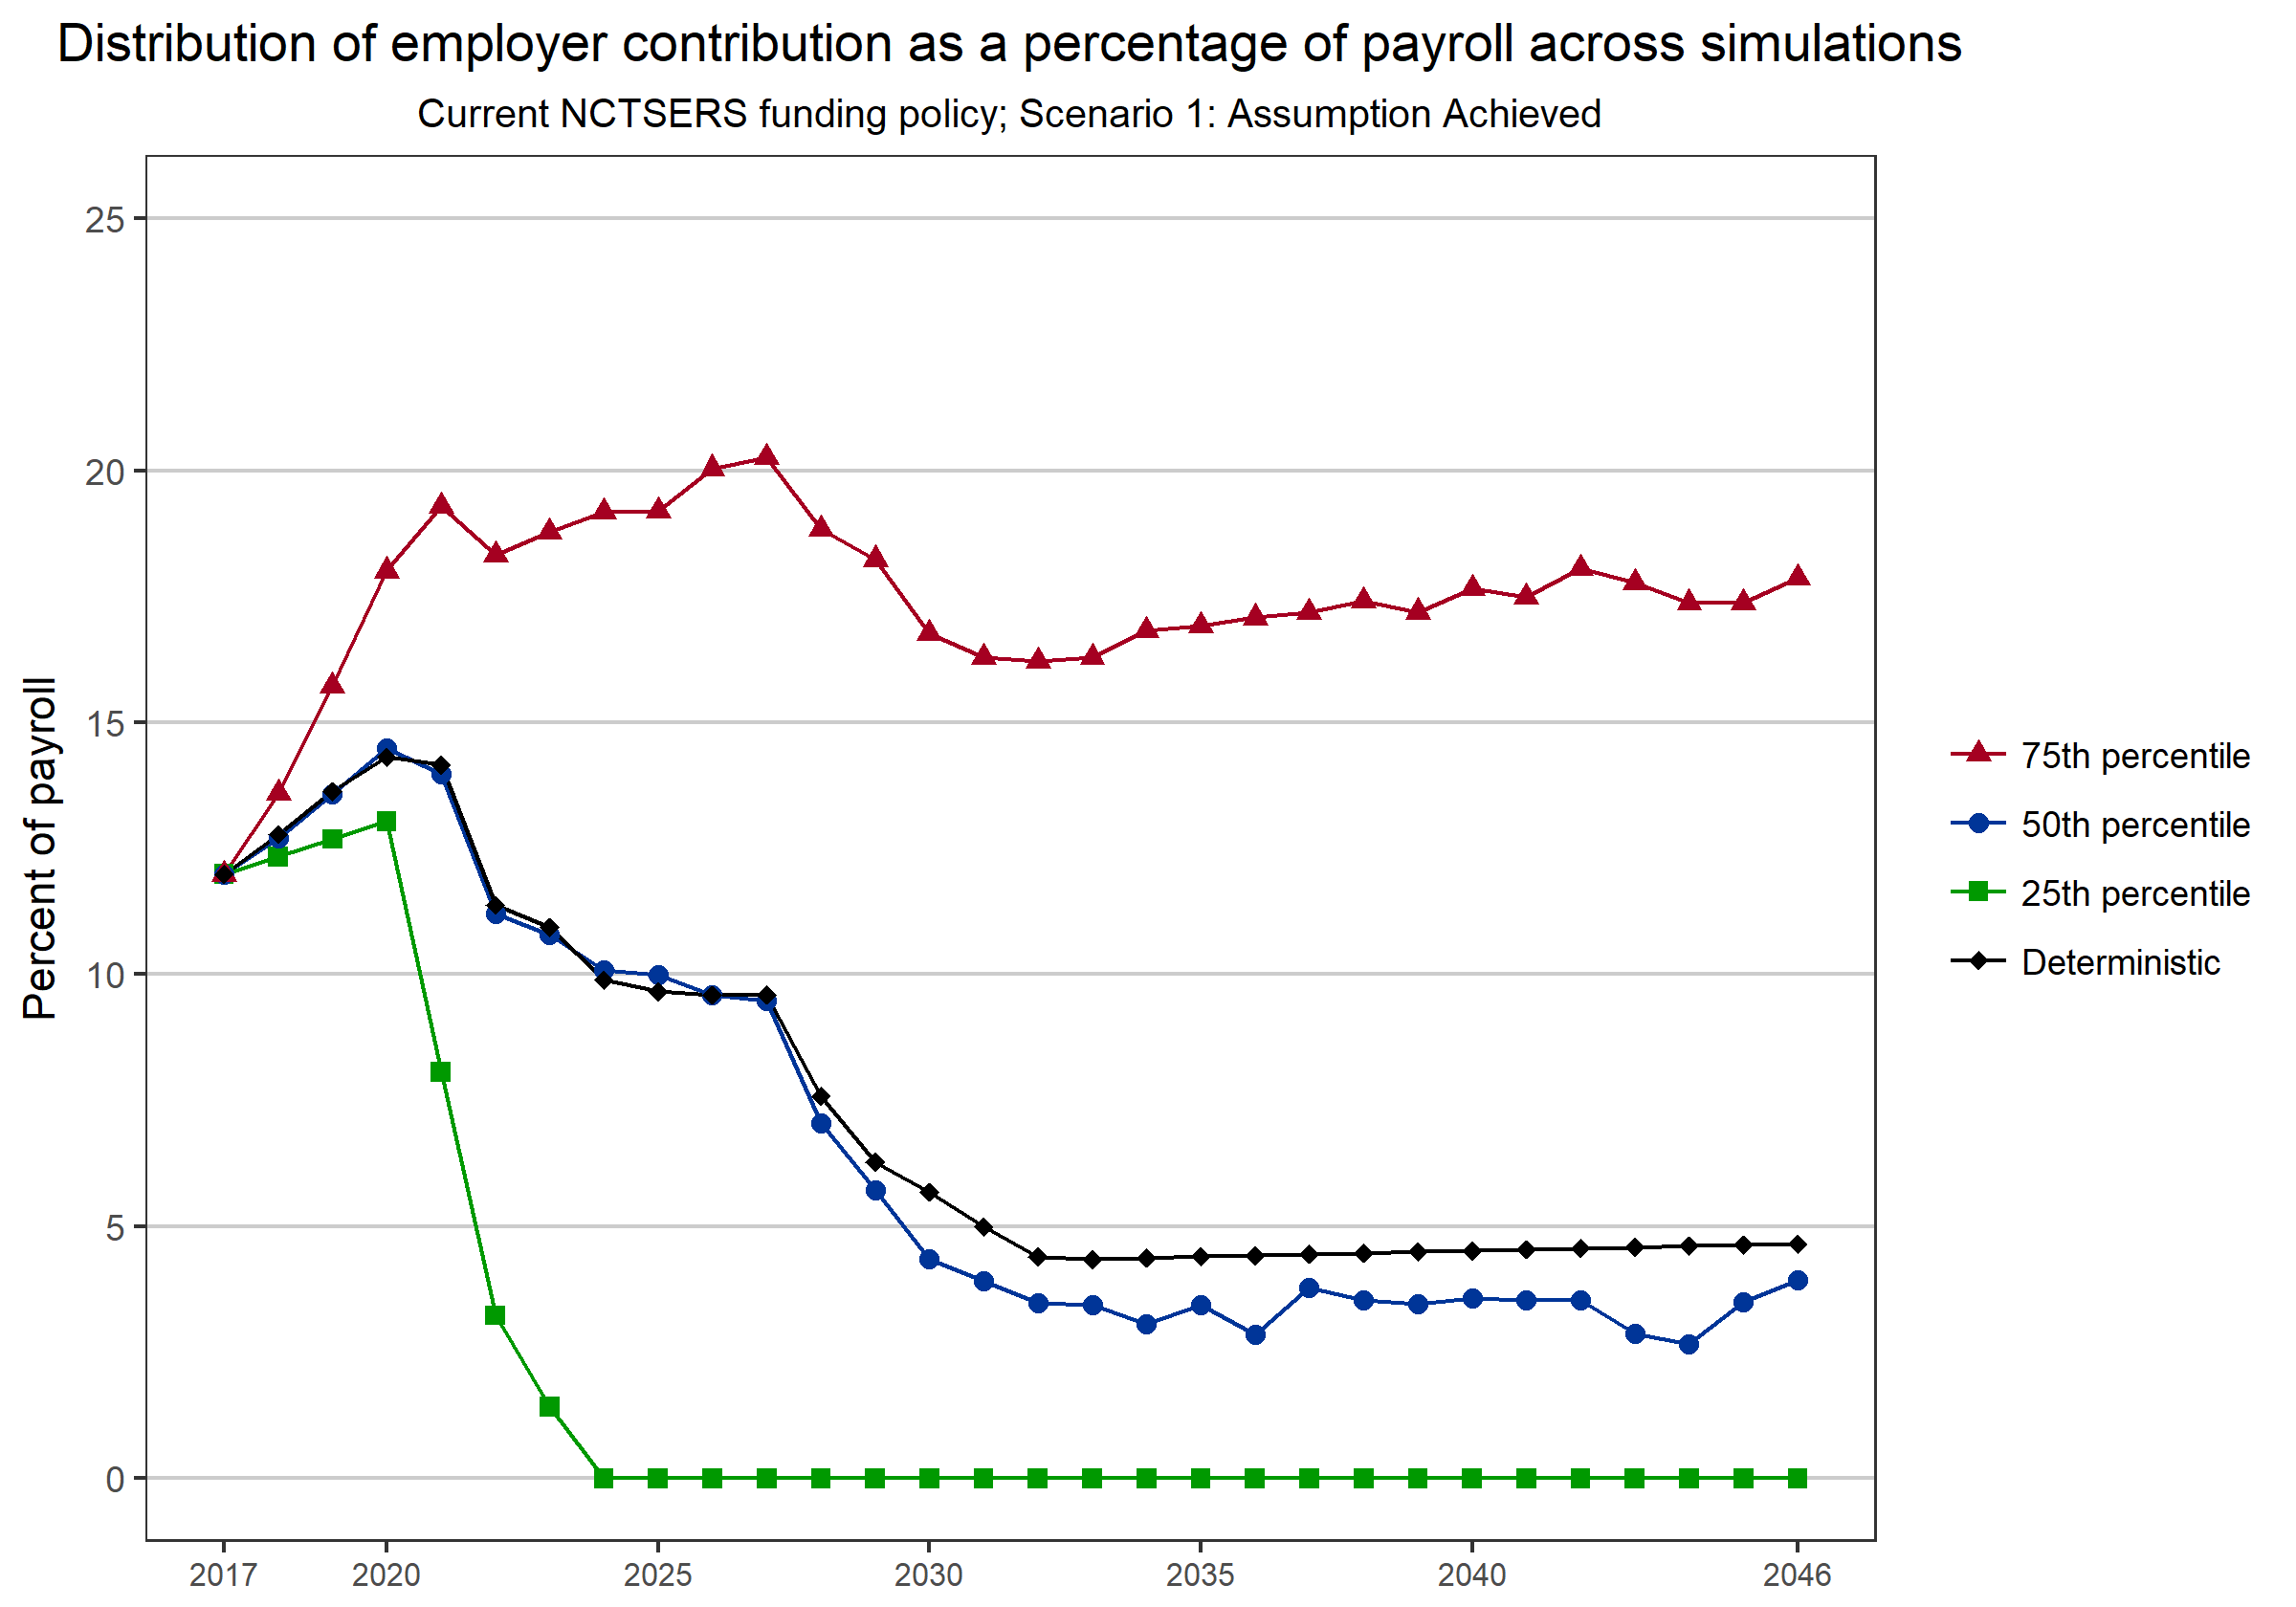 Distribution of employer contribution as a percentage of payroll across simulations
Current NCTSERS funding policy; Scenario 1: Assumption Achieved
Percent of payroll
25
20
15
10
5
0
2017 2020 2025 2030 2035 2040 2046
75th percentile
50th percentile
25th percentile
Deterministic